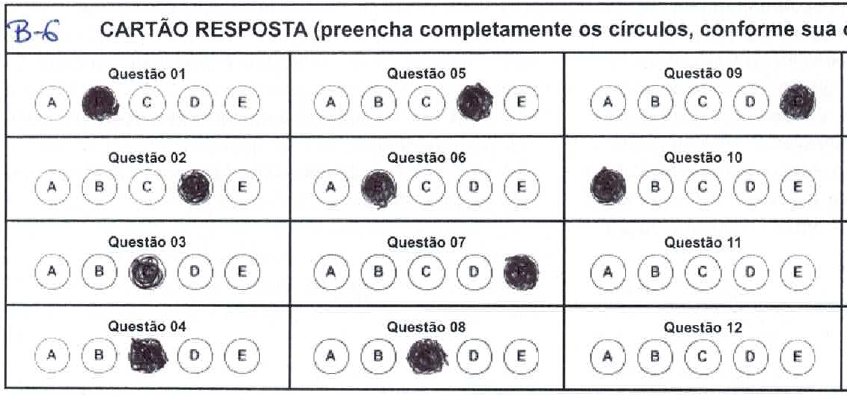 B-6 CARTÃO RESPOSTA (preencha completamente os círculos, conforme sua
Questão 01 Questão 05 Questão 09
A C D E A B C E A B C D
Questão 02 Questão 06 Questão 10
A B C E A B C D E B C D E
Questão 03 Questão 07 Questão 11
A B C D E A B C D A B C D E
Questão 04 Questão 08 Questão 12
A B D E A B D E A B C D E